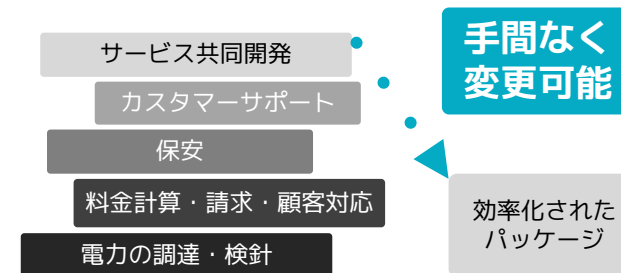 サービス共同開発
カスタマーサポート
保安
料金計算・請求・顧客対応
電力の調達・検針
手間なく
変更可能
効率化された
パッケージ